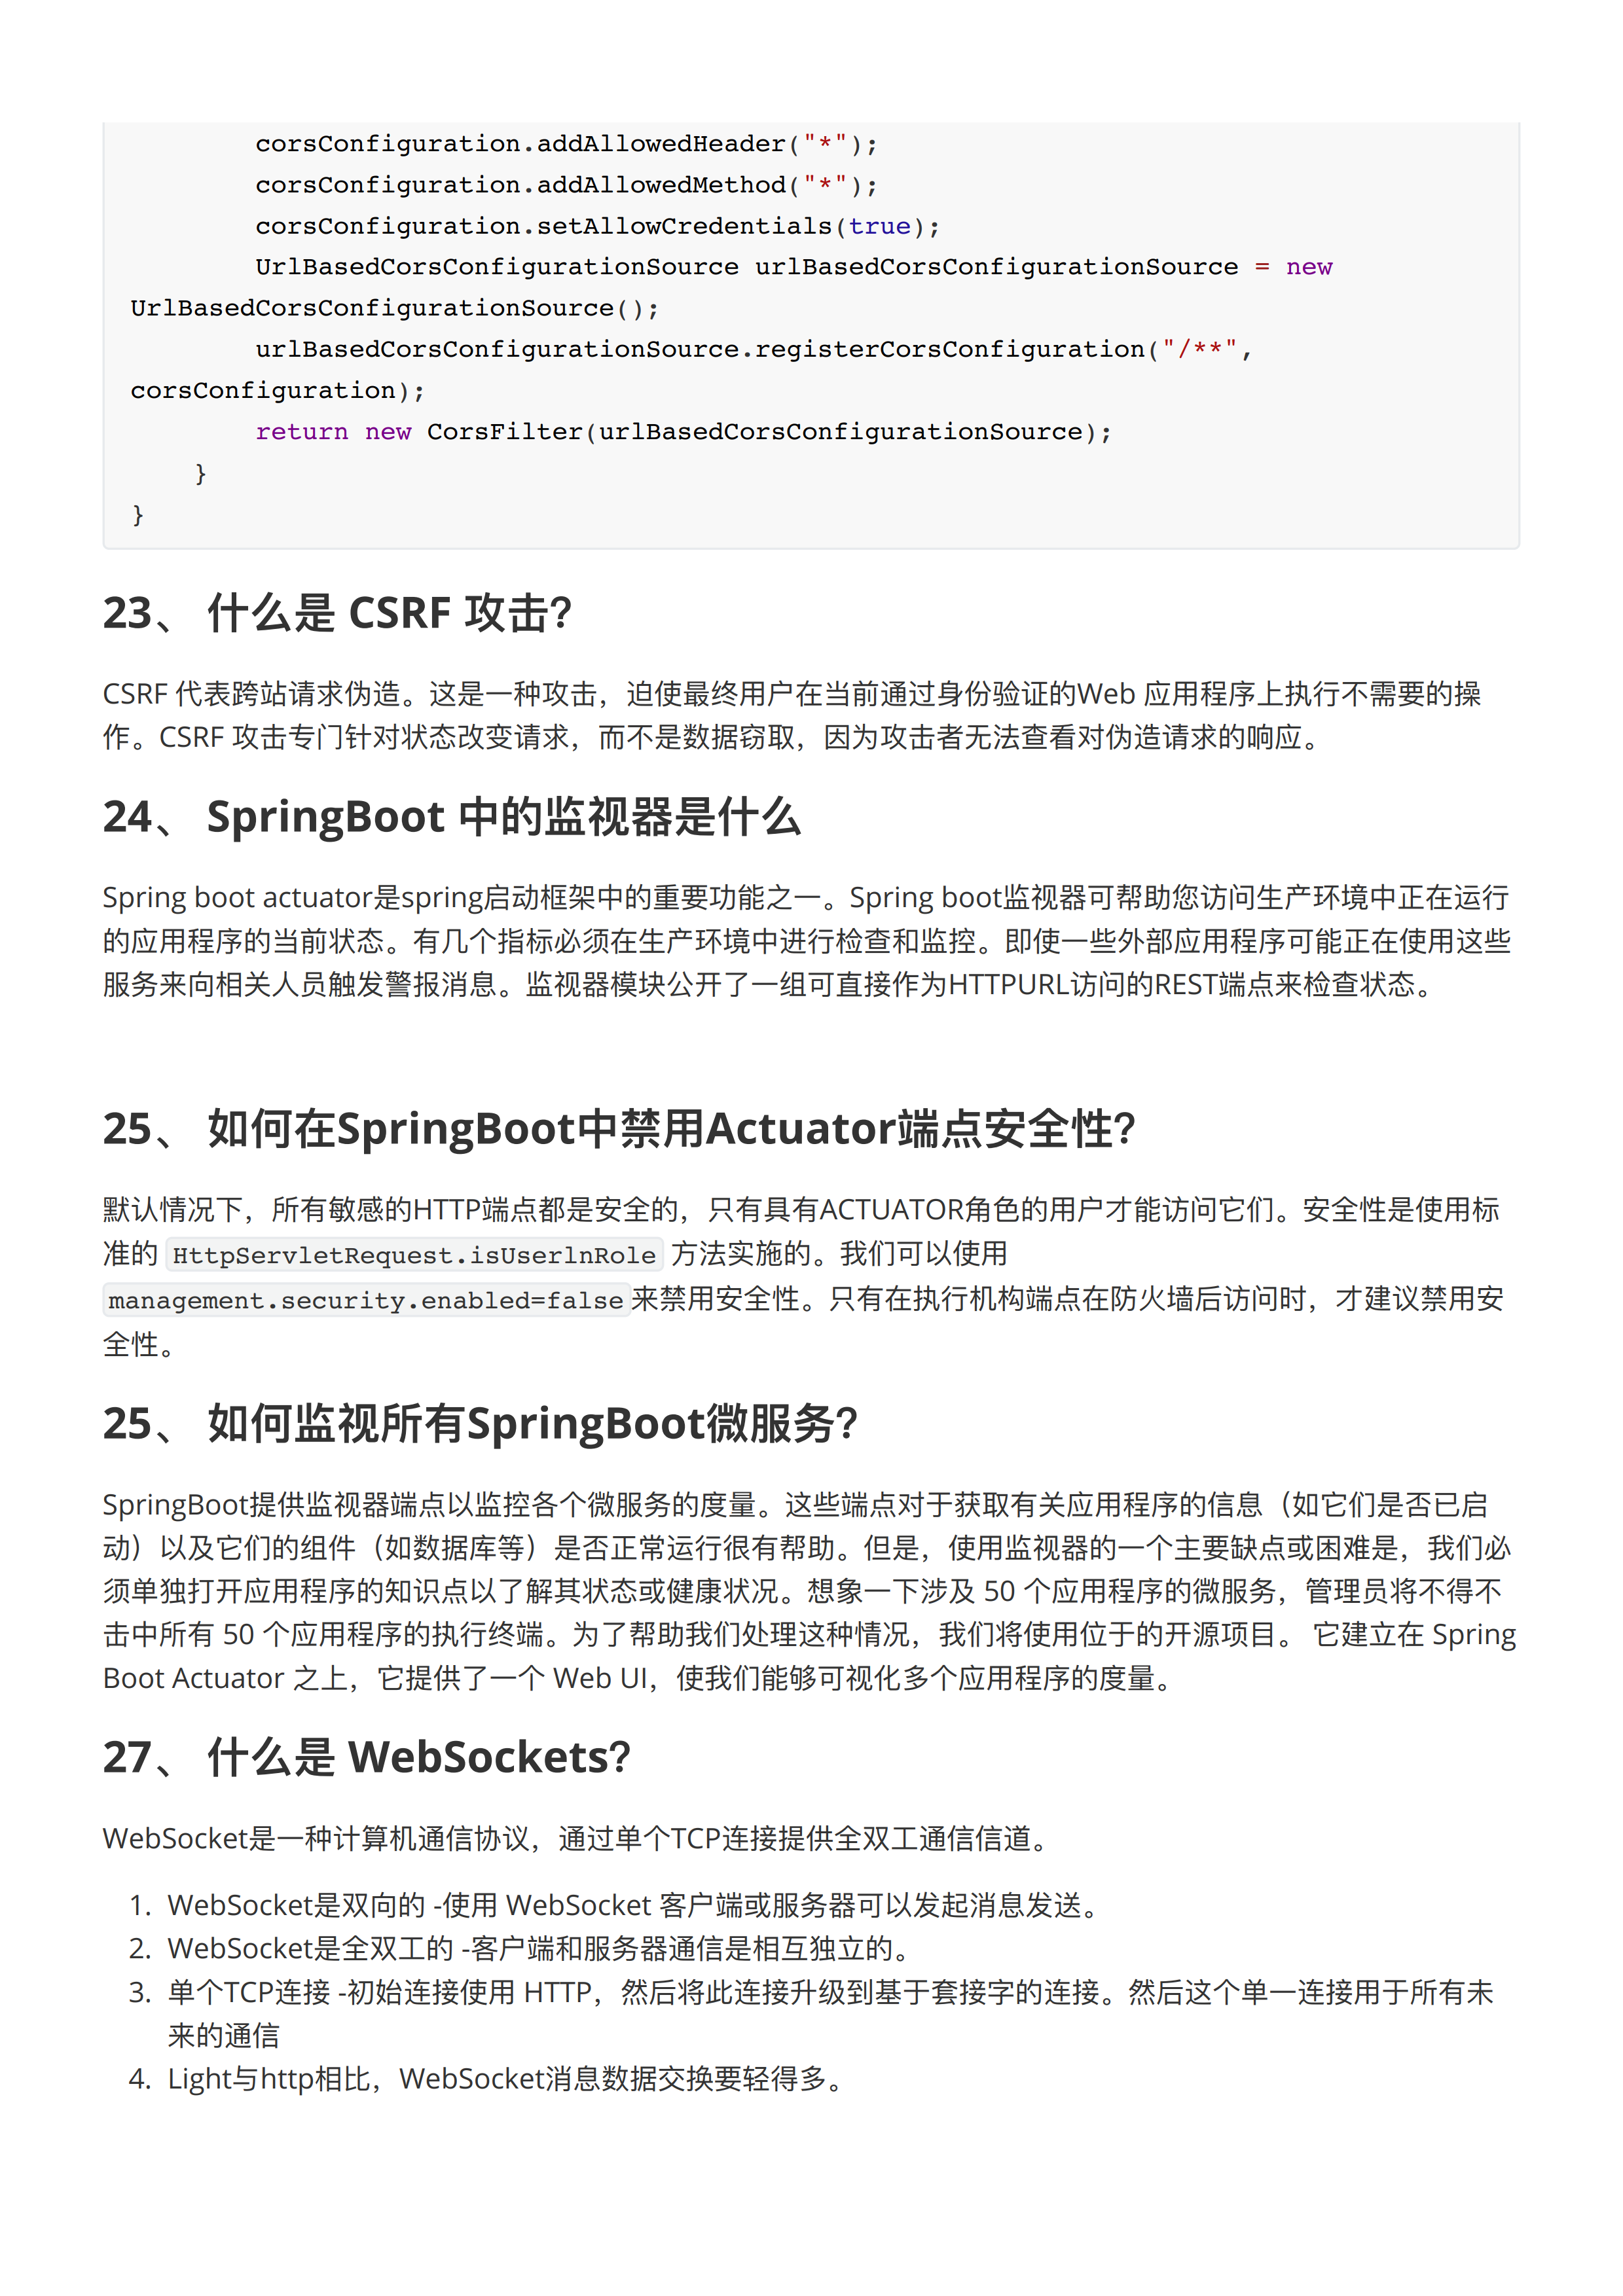 corsConfiguration.addAllowedHeader("*");
corsConfiguration.addAllowedMethod("*");
corsConfiguration.setAllowCredentials(true);
UrlBasedCorsConfigurationSource urlBasedCorsConfigurationSource = new
UrlBasedCorsConfigurationSource();
urlBasedCorsConfigurationSource.registerCorsConfiguration("/**",
corsConfiguration);
return new CorsFilter(urlBasedCorsConfigurationSource);
}
}
23、 什么是 CSRF 攻击？
CSRF 代表跨站请求伪造。这是一种攻击，迫使最终用户在当前通过身份验证的Web 应用程序上执行不需要的操
作。CSRF 攻击专门针对状态改变请求，而不是数据窃取，因为攻击者无法查看对伪造请求的响应。
24、 SpringBoot 中的监视器是什么
Spring boot actuator是spring启动框架中的重要功能之一。Spring boot监视器可帮助您访问生产环境中正在运行
的应用程序的当前状态。有几个指标必须在生产环境中进行检查和监控。即使一些外部应用程序可能正在使用这些
服务来向相关人员触发警报消息。监视器模块公开了一组可直接作为HTTPURL访问的REST端点来检查状态。
25、 如何在SpringBoot中禁用Actuator端点安全性？
默认情况下，所有敏感的HTTP端点都是安全的，只有具有ACTUATOR角色的用户才能访问它们。安全性是使用标
准的 HttpServletRequest.isUserlnRole 方法实施的。我们可以使用
management.security.enabled=false来禁用安全性。只有在执行机构端点在防火墙后访问时，才建议禁用安
全性。
25、 如何监视所有SpringBoot微服务？
SpringBoot提供监视器端点以监控各个微服务的度量。这些端点对于获取有关应用程序的信息（如它们是否已启
动）以及它们的组件（如数据库等）是否正常运行很有帮助。但是，使用监视器的一个主要缺点或困难是，我们必
须单独打开应用程序的知识点以了解其状态或健康状况。想象一下涉及 50 个应用程序的微服务，管理员将不得不
击中所有 50 个应用程序的执行终端。为了帮助我们处理这种情况，我们将使用位于的开源项目。 它建立在 Spring
Boot Actuator 之上，它提供了一个 Web UI，使我们能够可视化多个应用程序的度量。
27、 什么是 WebSockets？
WebSocket是一种计算机通信协议，通过单个TCP连接提供全双工通信信道。
1. WebSocket是双向的 -使用 WebSocket 客户端或服务器可以发起消息发送。
2. WebSocket是全双工的 -客户端和服务器通信是相互独立的。
3. 单个TCP连接 -初始连接使用 HTTP，然后将此连接升级到基于套接字的连接。然后这个单一连接用于所有未
来的通信
4. Light与http相比，WebSocket消息数据交换要轻得多。